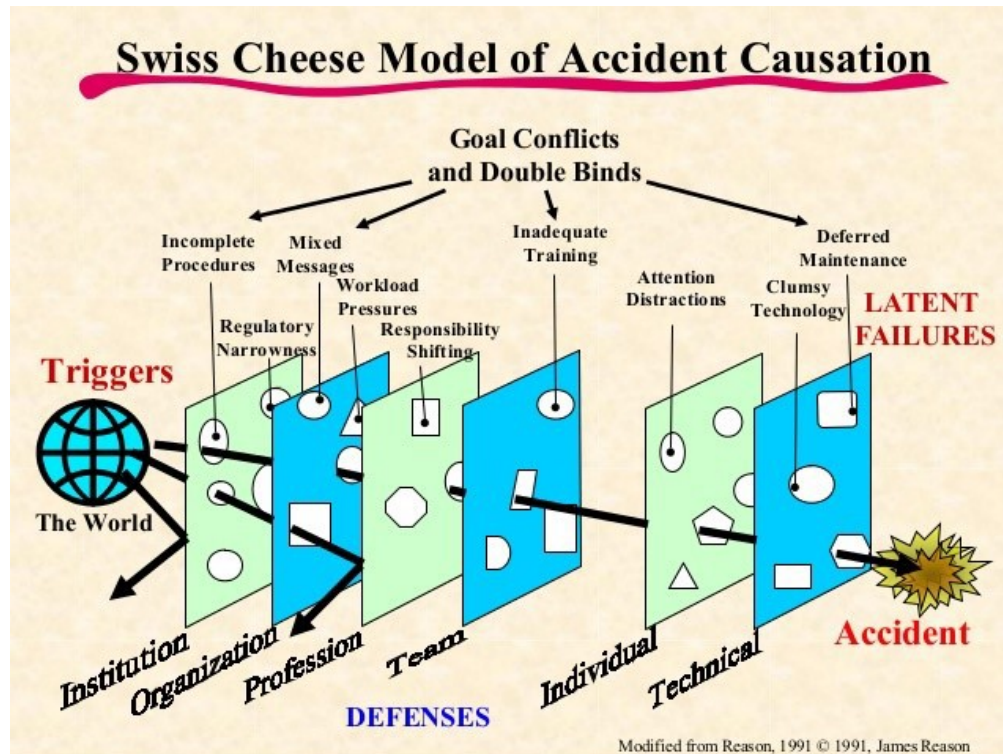 Swiss Cheese Model of Accident Causation
Goal Conflicts
and Double Binds
Incomplete
Procedures
Mixed
Messages
Inadequate
Training
Deferred
Maintenance
Workload
Pressures
Attention
Distractions
Clumsy
Technology
Regulatory
Narrowness
Responsibility
Shifting
LATENT
FAILURES
Triggers
The World
Accident
Institution
Organization
Profession
Team
Individual
Technical
DEFENSES
Modified from Reason, 1991 © 1991, James Reason